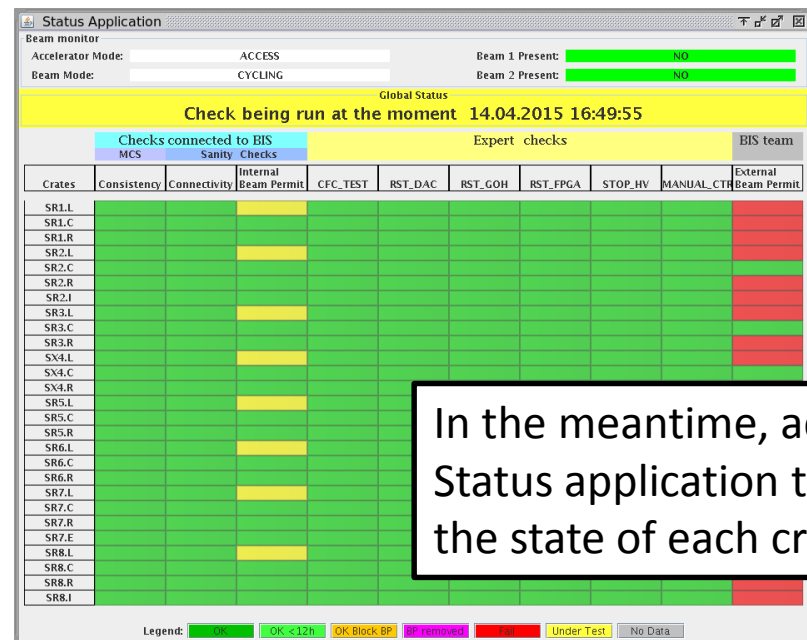 Status Application
Beam monitor
Accelerator Mode: ACCESS Beam 1 Present: NO
Beam Mode: CYCLING Beam 2 Present: NO
Global Status
Check being run at the moment 14.04.2015 16:49:55
Checks connected to BIS Expert checks BIS team
MCS Sanity Checks
Crates Consistency Connectivity Internal Beam Permit CFC_TEST RST_DAC RST_GOH RST_FPGA STOP_HV MANUAL_CTR External Beam Permit
SR1.L
SR1.C
SR1.R
SR2.L
SR2.C
SR2.R
SR2.I
SR3.L
SR3.C
SR3.R
SX4.L
SX4.C
SX4.R
SR5.L
SR5.C
SR5.R
SR6.L
SR6.C
SR6.R
SR7.L
SR7.C
SR7.R
SR7.E
SR8.L
SR8.C
SR8.R
SR8.I
In the meantime,
Status application
the state of each
Legend: OK OK <12h OK Block BP BP removed Fail Under Test No Data